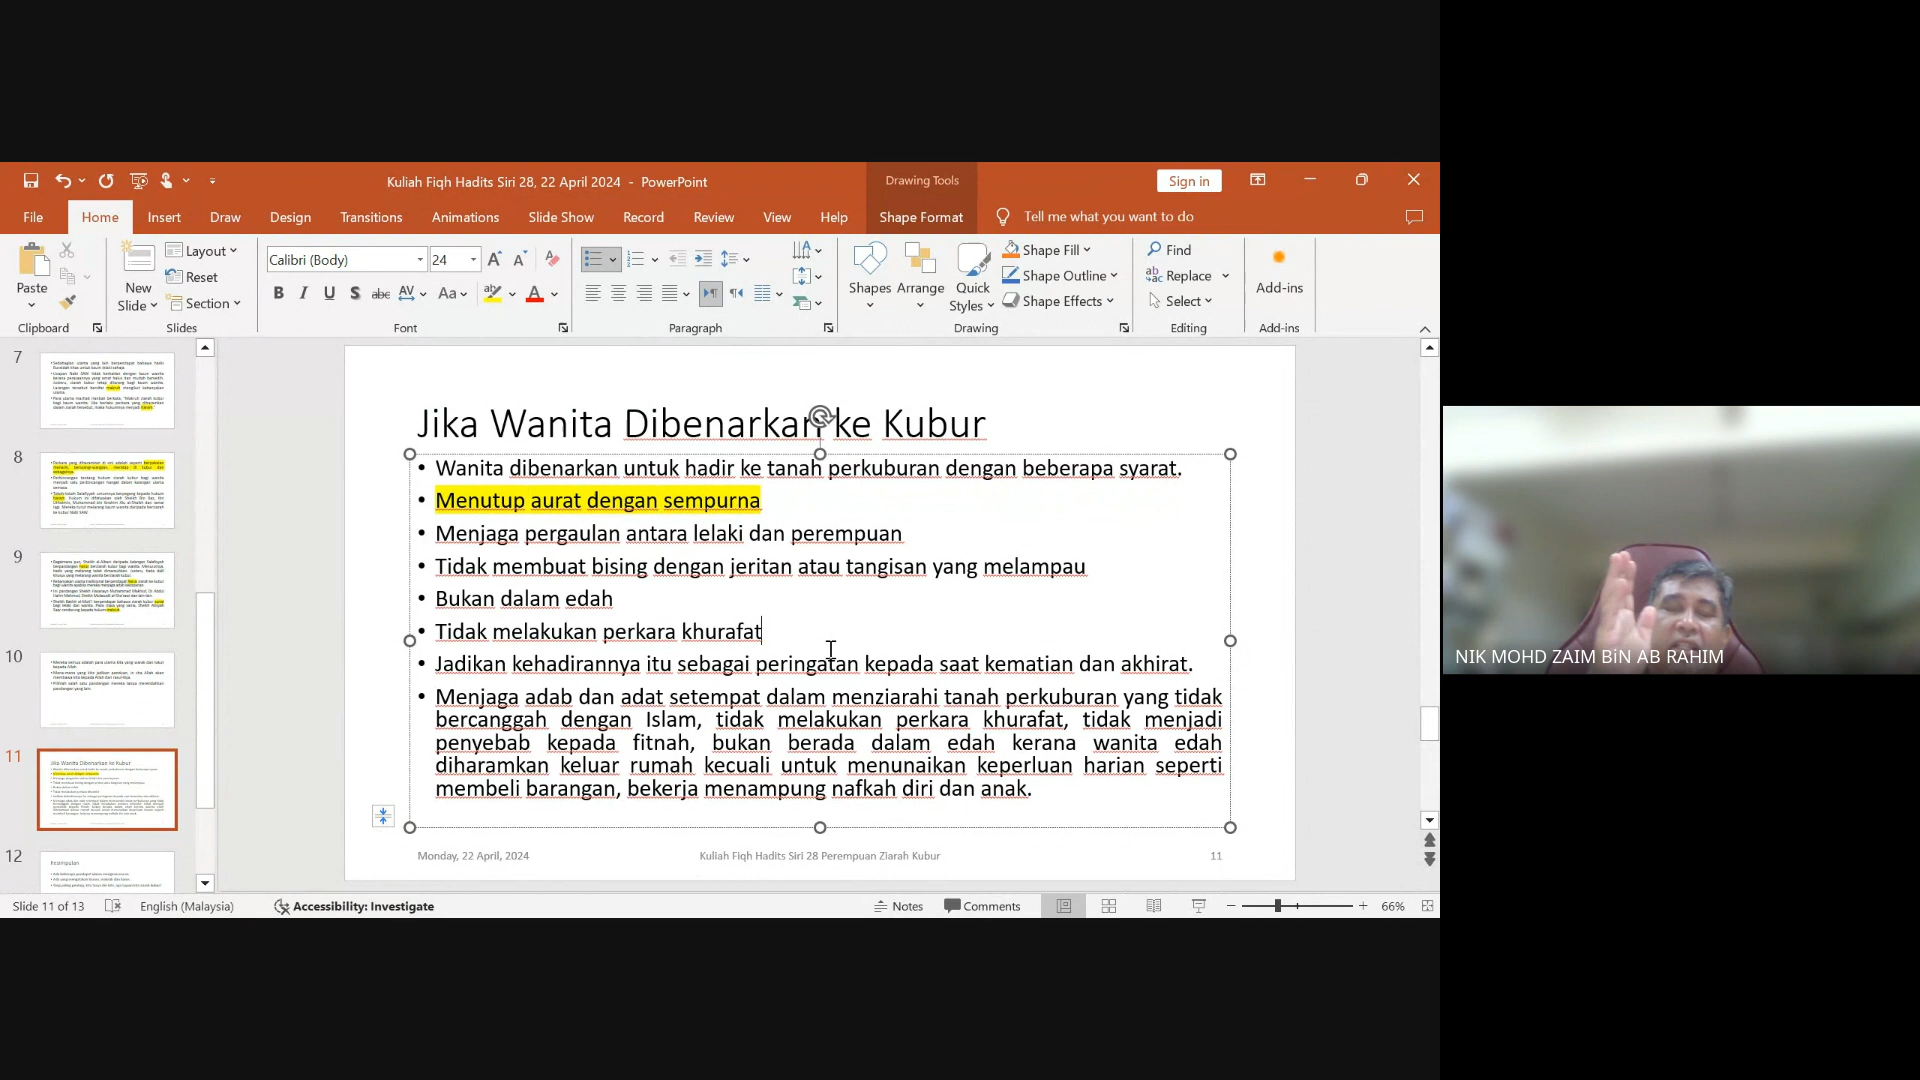 Kuliah Fiqh Hadits Siri 28, 22 April 2024 - PowerPoint
Drawing Tools
Sign in
File Home Insert Draw Design Transitions Animations Slide Show Record Review View Help Shape Format Tell me what you want to do
Paste
Clipboard
New Slide
Layout
Reset
Section
Slides
Calibri (Body) 24
Font
Paragraph
Shapes
Arrange
Quick Styles
Shape Fill
Shape Outline
Shape Effects
Drawing
Find
Replace
Select
Editing
Add-ins
Add-ins
7
8
9
10
11
12
Jika Wanita Dibenarkan ke Kubur
• Wanita dibenarkan untuk hadir ke tanah perkuburan dengan beberapa syarat.
• Menutup aurat dengan sempurna
• Menjaga pergaulan antara lelaki dan perempuan
• Tidak membuat bising dengan jeritan atau tangisan yang melampau
• Bukan dalam edah
• Tidak melakukan perkara khurafat
• Jadikan kehadirannya itu sebagai peringatan kepada saat kematian dan akhirat.
• Menjaga adab dan adat setempat dalam menziarahi tanah perkuburan yang tidak
bercanggah dengan Islam, tidak melakukan perkara khurafat, tidak menjadi
penyebab kepada fitnah, bukan berada dalam edah kerana wanita edah
diharamkan keluar rumah kecuali untuk menunaikan keperluan harian seperti
membeli barangan, bekerja menampung nafkah diri dan anak.
Monday, 22 April, 2024
Kuliah Fiqh Hadits Siri 28 Perempuan Ziarah Kubur
11
NIK MOHD ZAIM BiN AB RAHIM
Slide 11 of 13
English (Malaysia)
Accessibility: Investigate
Notes
Comments
66%